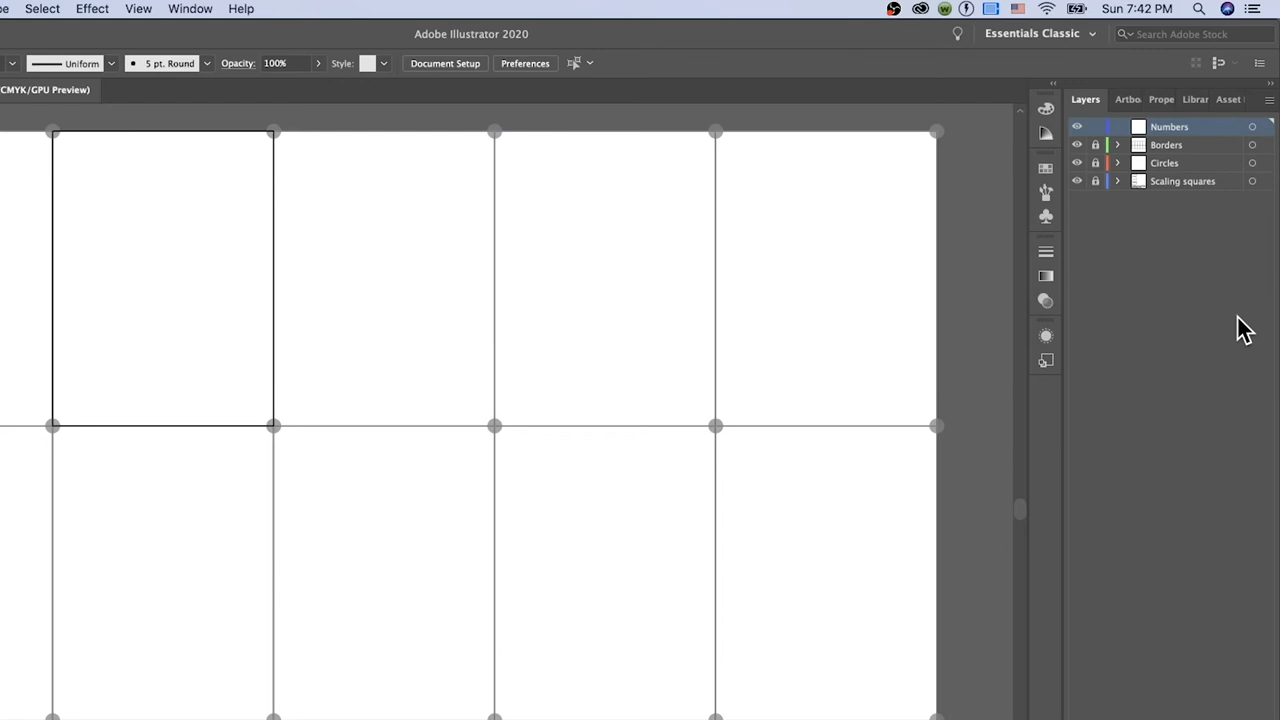 pe Select Effect View Window Help Sun 7:42 PM
Adobe Illustrator 2020 Essentials Classic Search Adobe Stock
Uniform 5 pt. Round Opacity: 100% Style: Document Setup Preferences
CMYK/GPU Preview) Layers Artbo Prope Librar Asset
Numbers
Borders
Circles
Scaling squares